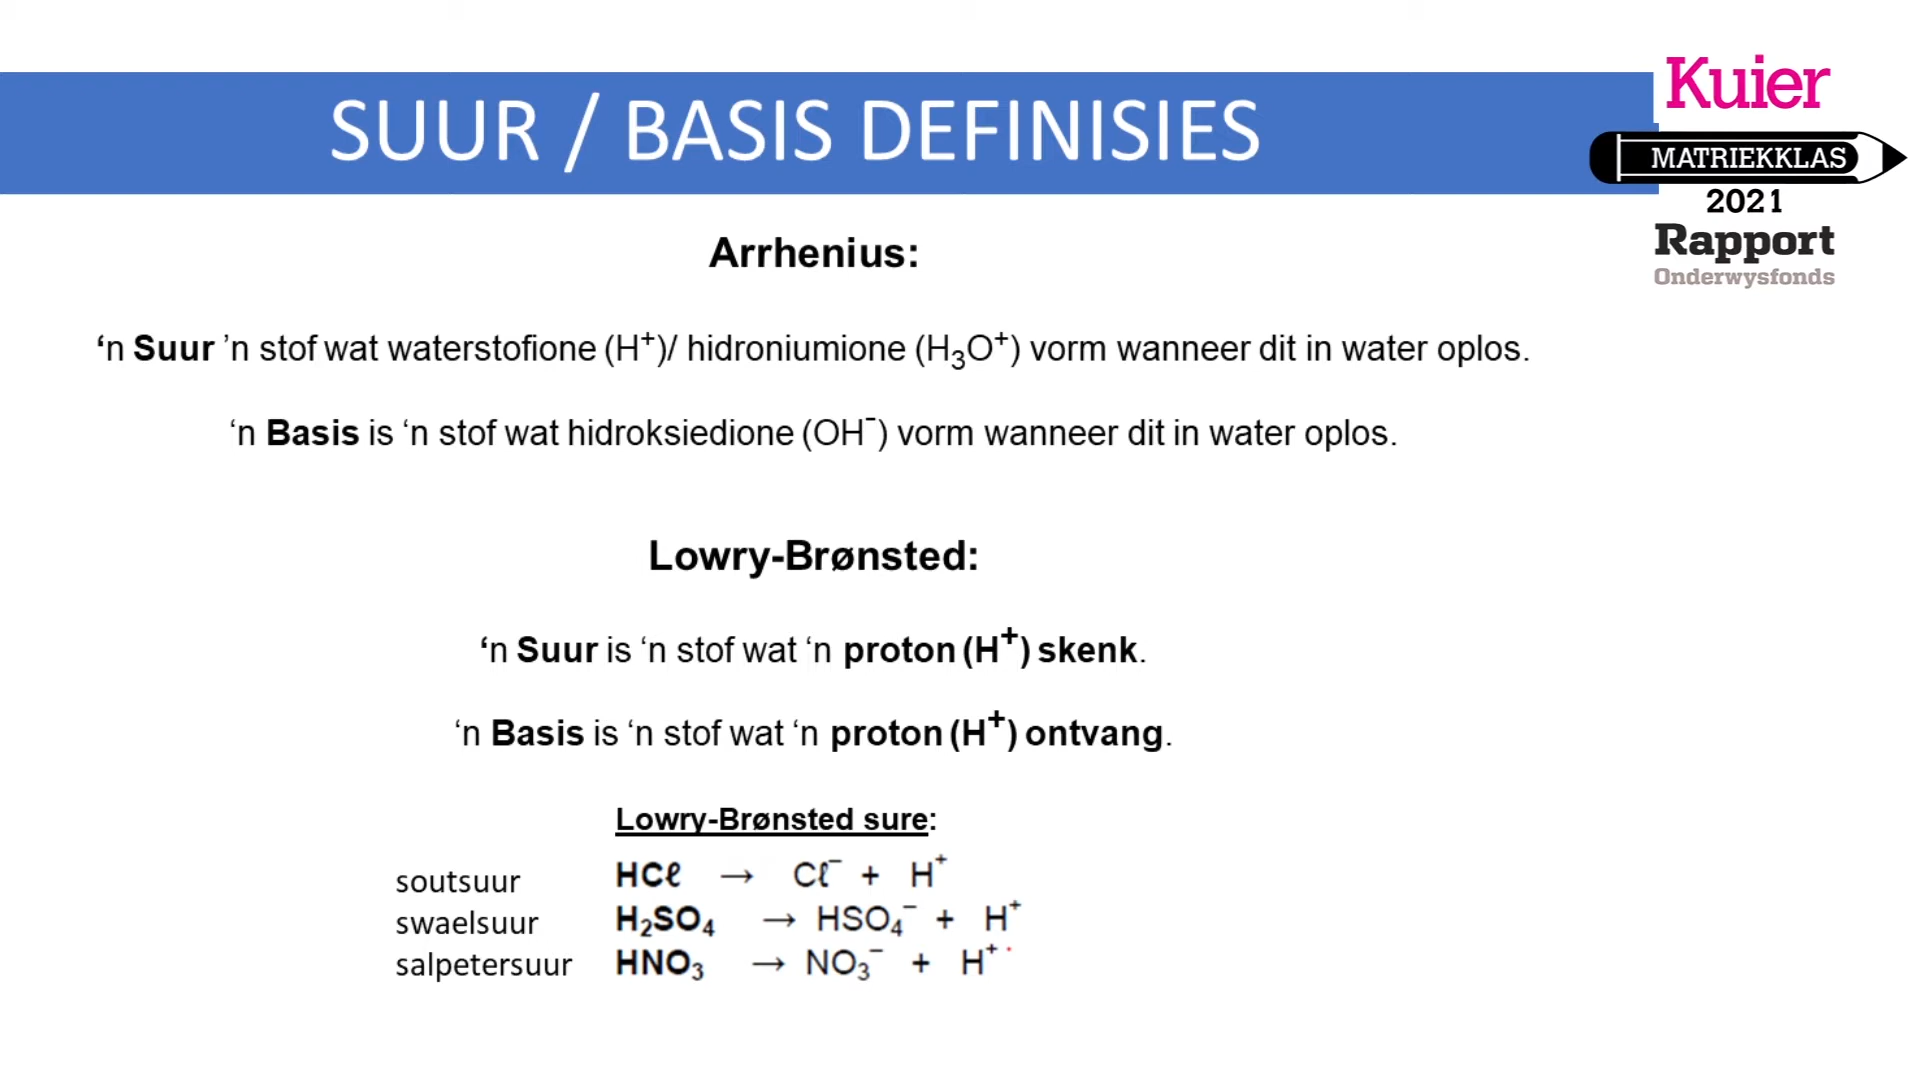 SUUR / BASIS DEFINISIES
Kuier
MATRIEKKLAS
2021
Rapport
Onderwysfonds
Arrhenius:
‘n Suur ’n stof wat waterstofione (H⁺)/ hidroniumione (H₃O⁺) vorm wanneer dit in water oplos.
‘n Basis is ‘n stof wat hidroksiedione (OH⁻) vorm wanneer dit in water oplos.
Lowry-Brønsted:
‘n Suur is ‘n stof wat ‘n proton (H⁺) skenk.
‘n Basis is ‘n stof wat ‘n proton (H⁺) ontvang.
Lowry-Brønsted sure:
soutsuur HCℓ → Cℓ⁻ + H⁺
swaelsuur H₂SO₄ → HSO₄⁻ + H⁺
salpetersuur HNO₃ → NO₃⁻ + H⁺